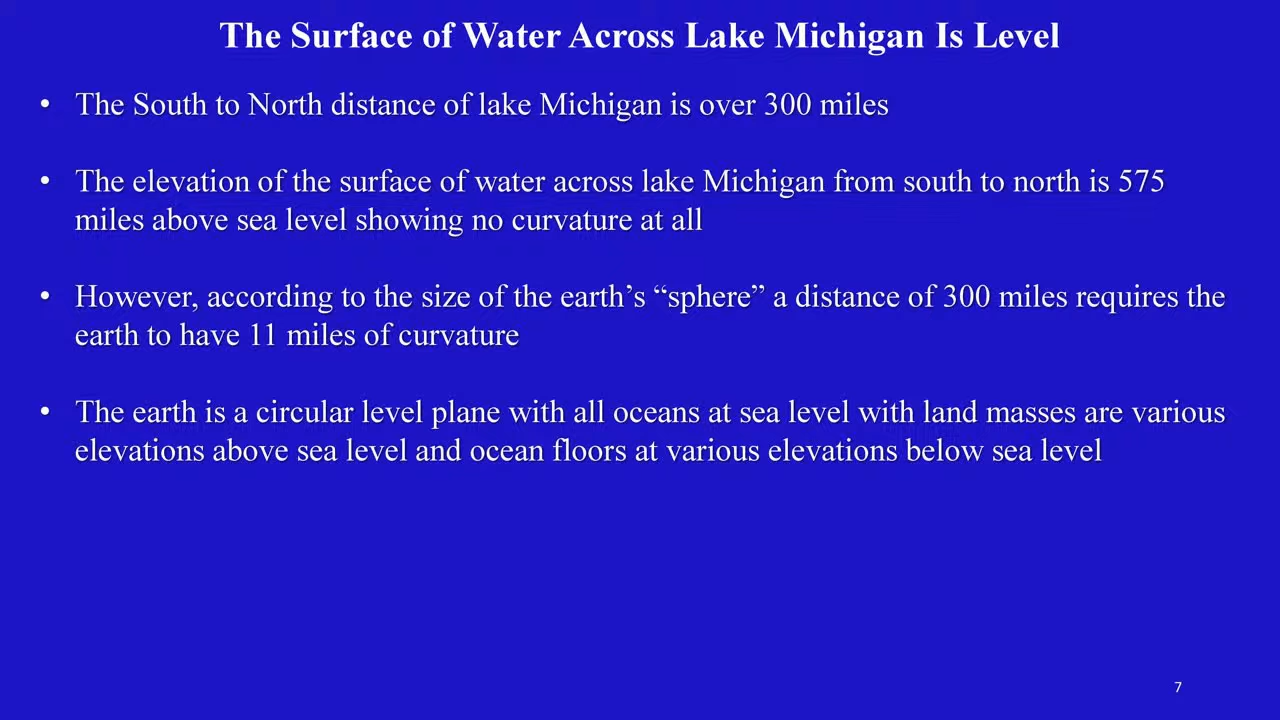 The Surface of Water Across Lake Michigan Is Level
• The South to North distance of lake Michigan is over 300 miles
• The elevation of the surface of water across lake Michigan from south to north is 575
miles above sea level showing no curvature at all
• However, according to the size of the earth’s “sphere” a distance of 300 miles requires the
earth to have 11 miles of curvature
• The earth is a circular level plane with all oceans at sea level with land masses are various
elevations above sea level and ocean floors at various elevations below sea level
7